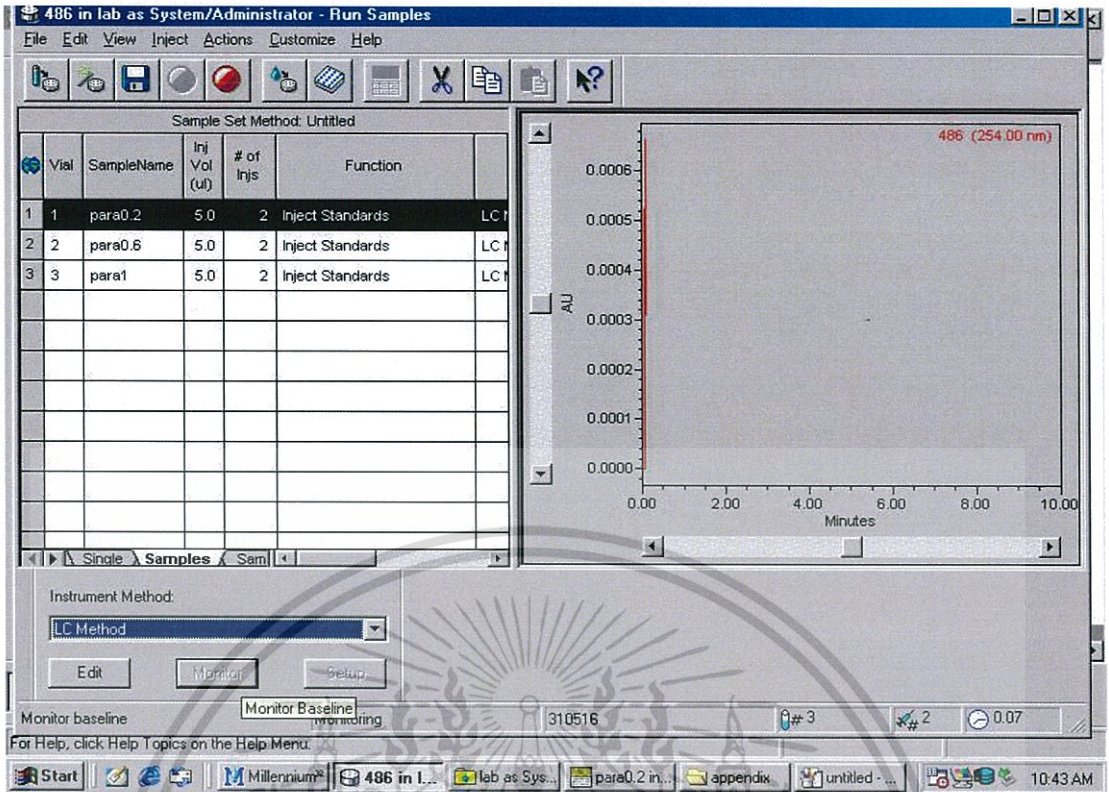 486 in lab as System/Administrator - Run Samples
File Edit View Inject Actions Customize Help
Sample Set Method: Untitled
Vial SampleName Inj Vol (ul) # of Injs Function
1 1 para0.2 5.0 2 Inject Standards LC
2 2 para0.6 5.0 2 Inject Standards LC
3 3 para1 5.0 2 Inject Standards LC
Single Samples Sam
486 (254.00 nm)
0.0006
0.0005
0.0004
0.0003
0.0002
0.0001
0.0000
AU
0.00 2.00 4.00 6.00 8.00 10.00
Minutes
Instrument Method:
LC Method
Edit Monitor Setup
Monitor Baseline
Monitor baseline Monitoring 310516 # 3 # 2 0.07
For Help, click Help Topics on the Help Menu.
Start Millennium 486 in l... lab as Sys... para0.2 in... appendix untitled - ... 10:43 AM